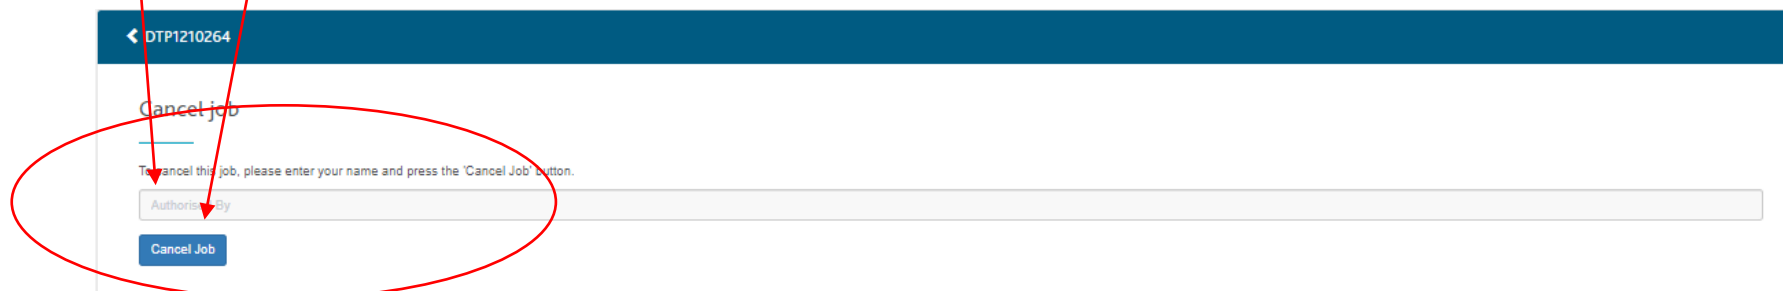 DTP1210264
Cancel job
To cancel this job, please enter your name and press the 'Cancel Job' button.
Authorised By
Cancel Job